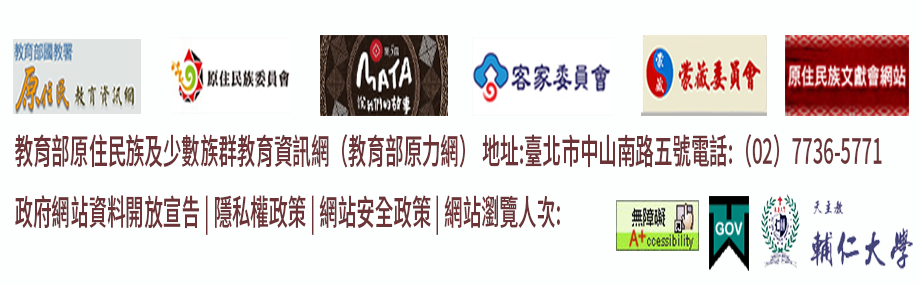 教育部國教署
原住民 教育資訊網
原住民族委員會
第5屆
MATA
說我們的故事
客家委員會
蒙藏
蒙藏委員會
原住民族文獻會網站
教育部原住民族及少數族群教育資訊網（教育部原力網） 地址:臺北市中山南路五號電話:（02）7736-5771
政府網站資料開放宣告 | 隱私權政策 | 網站安全政策 | 網站瀏覽人次:
無障礙
A+ccessibility
GOV
天主教
輔仁大學